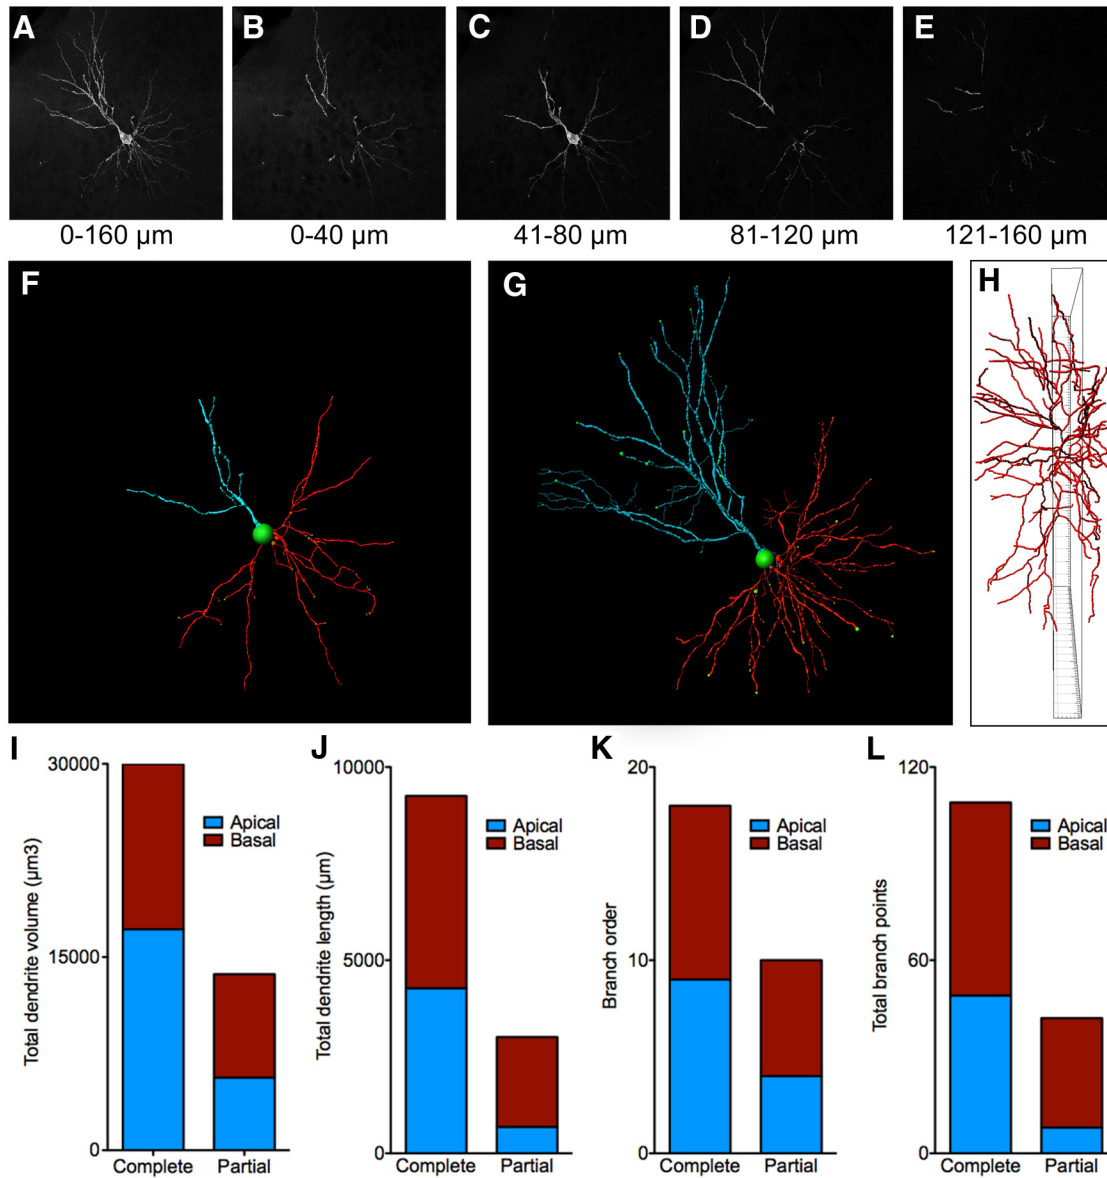 A B C D E
0-160 µm 0-40 µm 41-80 µm 81-120 µm 121-160 µm
F G H
I J K L
Total dendrite volume (µm3)
30000
15000
0
Apical
Basal
Complete Partial
Total dendrite length (µm)
10000
5000
0
Apical
Basal
Complete Partial
Branch order
20
10
0
Apical
Basal
Complete Partial
Total branch points
120
60
0
Apical
Basal
Complete Partial